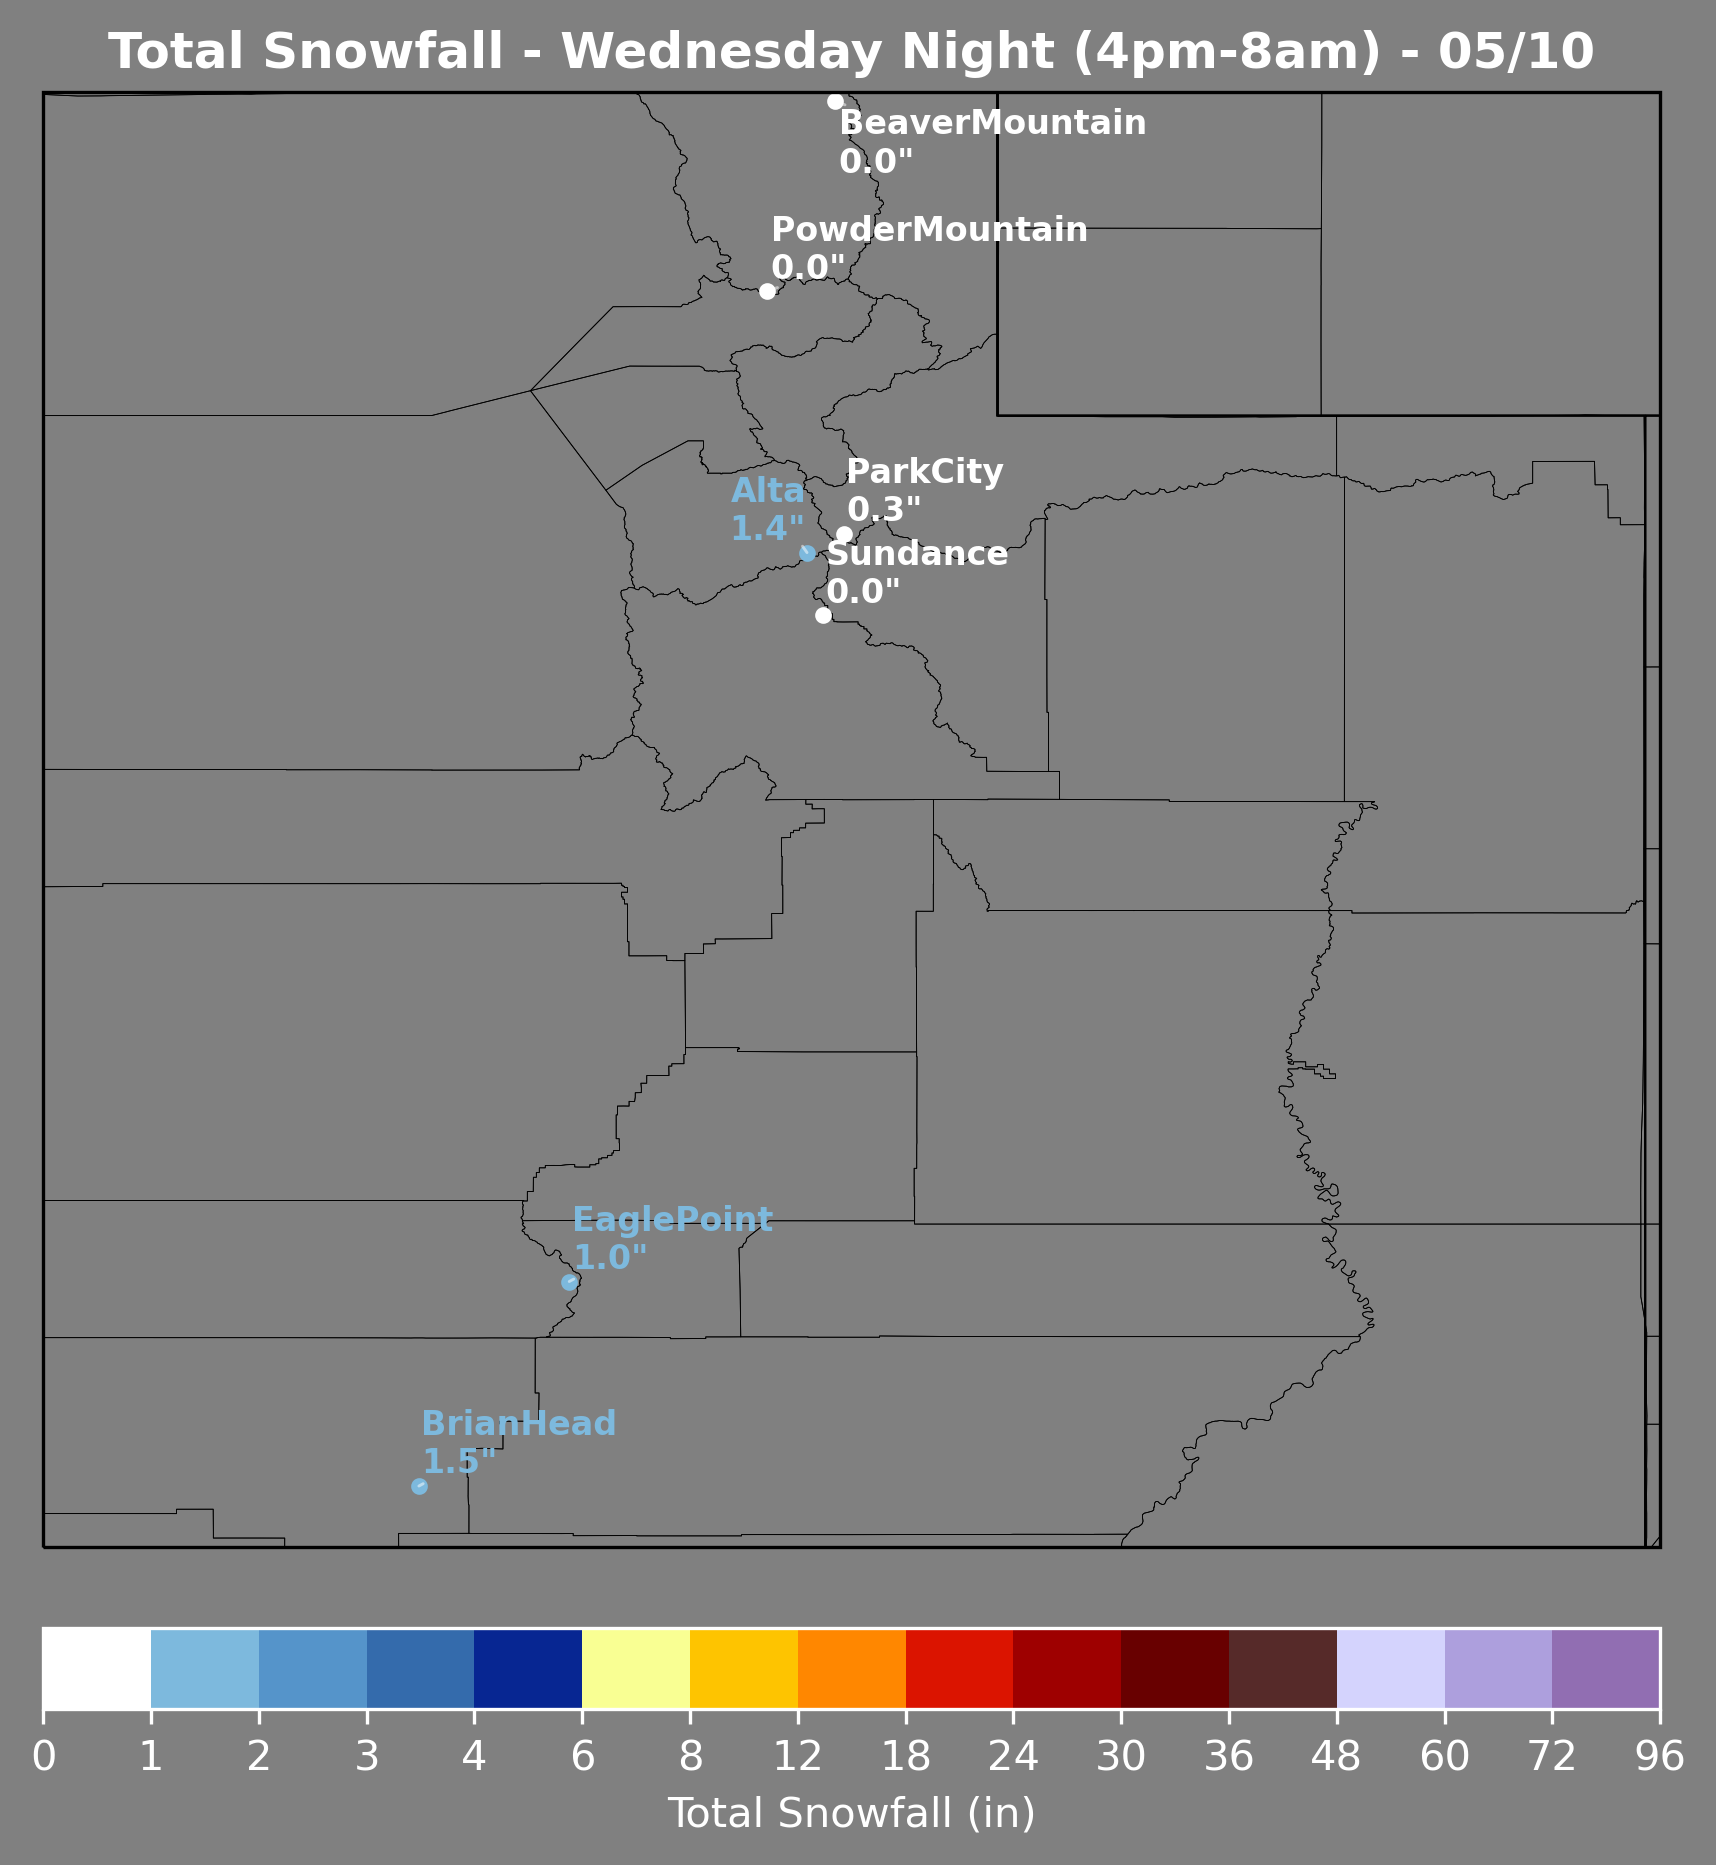 Total Snowfall - Wednesday Night (4pm-8am) - 05/10
BeaverMountain
0.0"
PowderMountain
0.0"
ParkCity
0.3"
Alta
1.4"
Sundance
0.0"
EaglePoint
1.0"
BrianHead
1.5"
0 1 2 3 4 6 8 12 18 24 30 36 48 60 72 96
Total Snowfall (in)